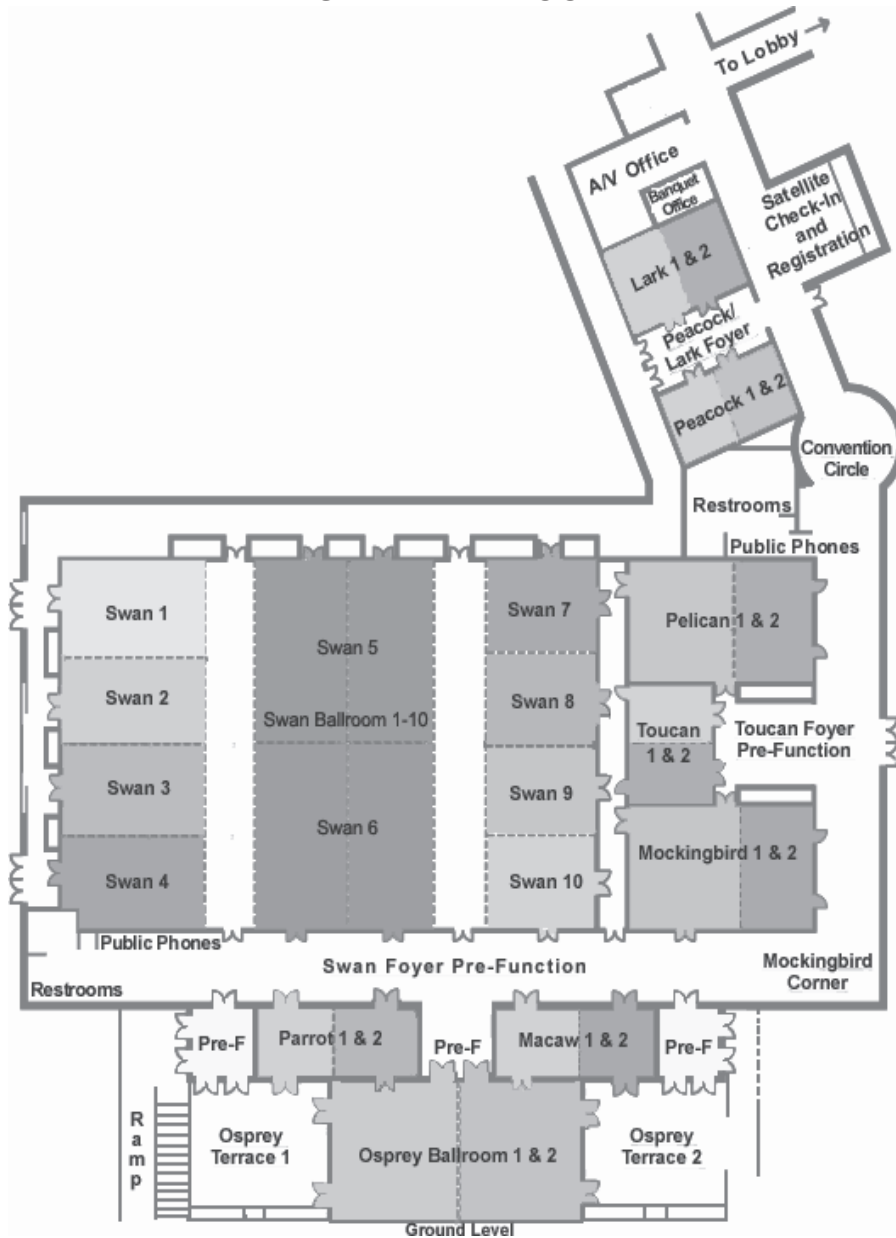 To Lobby
A/V Office
Banquet
Office
Satellite
Check-In
and
Registration
Lark 1 & 2
Peacock/
Lark Foyer
Peacock 1 & 2
Convention
Circle
Restrooms
Public Phones
Swan 1
Swan 5
Swan 7
Pelican 1 & 2
Swan 2
Swan Ballroom 1-10
Swan 8
Toucan
1 & 2
Toucan Foyer
Pre-Function
Swan 3
Swan 6
Swan 9
Swan 4
Swan 10
Mockingbird 1 & 2
Public Phones
Swan Foyer Pre-Function
Mockingbird
Corner
Restrooms
Pre-F
Parrot 1 & 2
Pre-F
Macaw 1 & 2
Pre-F
Ramp
Osprey
Terrace 1
Osprey Ballroom 1 & 2
Osprey
Terrace 2
Ground Level